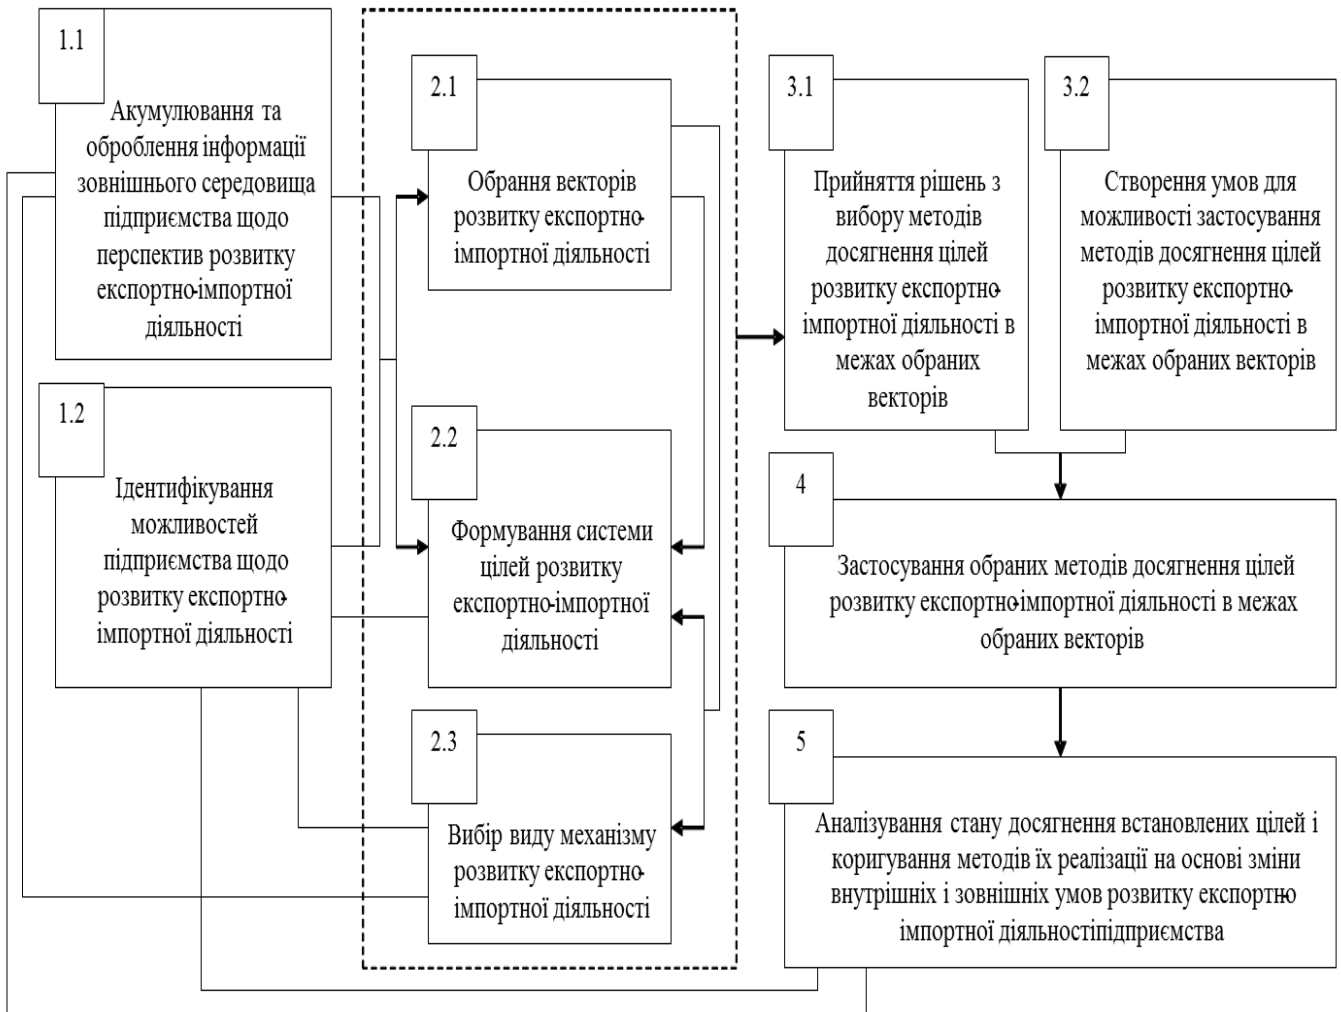 1.1
Акумулювання та
оброблення інформації
зовнішнього середовища
підприємства щодо
перспектив розвитку
експортно-імпортної
діяльності
1.2
Ідентифікування
можливостей
підприємства щодо
розвитку експортно-
імпортної діяльності
2.1
Обрання векторів
розвитку експортно-
імпортної діяльності
2.2
Формування системи
цілей розвитку
експортно-імпортної
діяльності
2.3
Вибір виду механізму
розвитку експортно-
імпортної діяльності
3.1
Прийняття рішень з
вибору методів
досягнення цілей
розвитку експортно-
імпортної діяльності в
межах обраних
векторів
3.2
Створення умов для
можливості застосування
методів досягнення цілей
розвитку експортно-
імпортної діяльності в
межах обраних векторів
4
Застосування обраних методів досягнення цілей
розвитку експортно-імпортної діяльності в межах
обраних векторів
5
Аналізування стану досягнення встановлених цілей і
коригування методів їх реалізації на основі зміни
внутрішніх і зовнішніх умов розвитку експортно-
імпортної діяльностіпідприємства